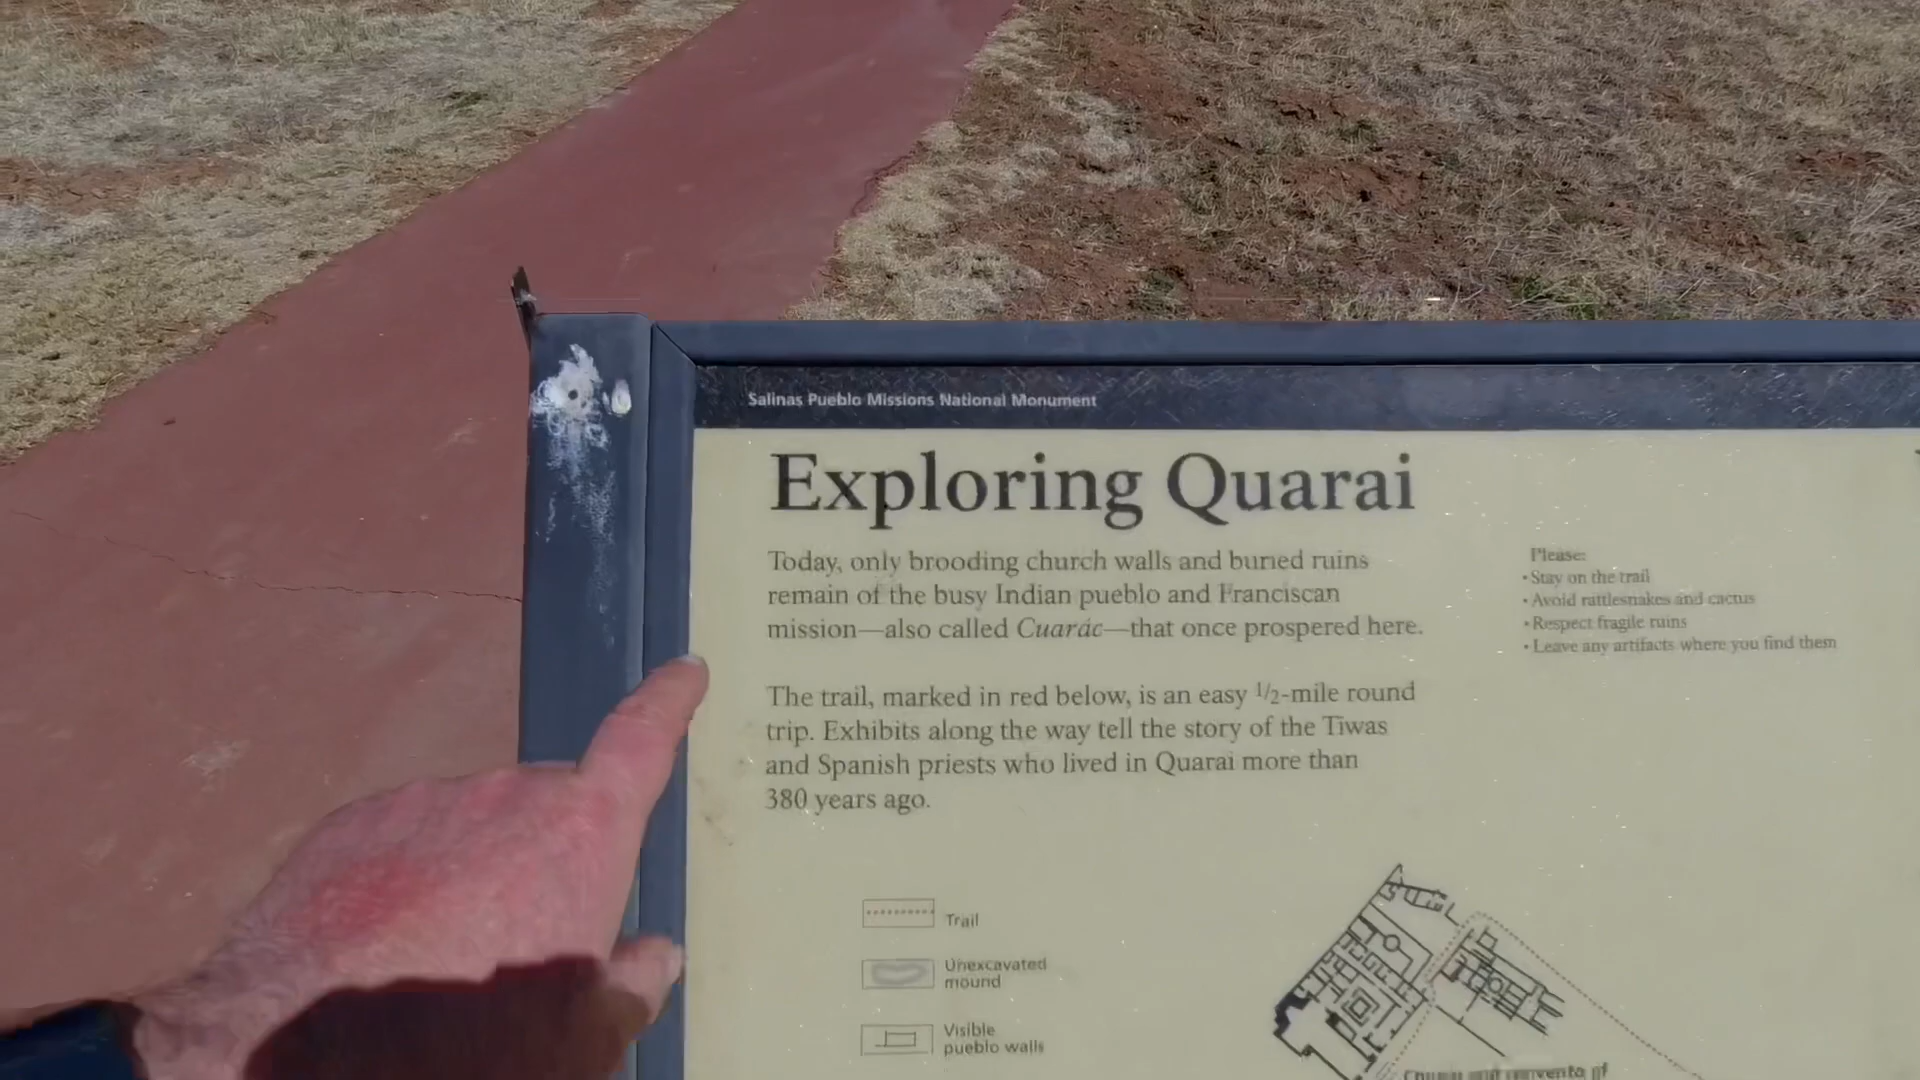 Salinas Pueblo Missions National Monument
Exploring Quarai
Today, only brooding church walls and buried ruins
remain of the busy Indian pueblo and Franciscan
mission—also called Cuarác—that once prospered here.
The trail, marked in red below, is an easy 1/2-mile round
trip. Exhibits along the way tell the story of the Tiwas
and Spanish priests who lived in Quarai more than
380 years ago.
Please:
• Stay on the trail
• Avoid rattlesnakes and cactus
• Respect fragile ruins
• Leave any artifacts where you find them
Trail
Unexcavated
mound
Visible
pueblo walls